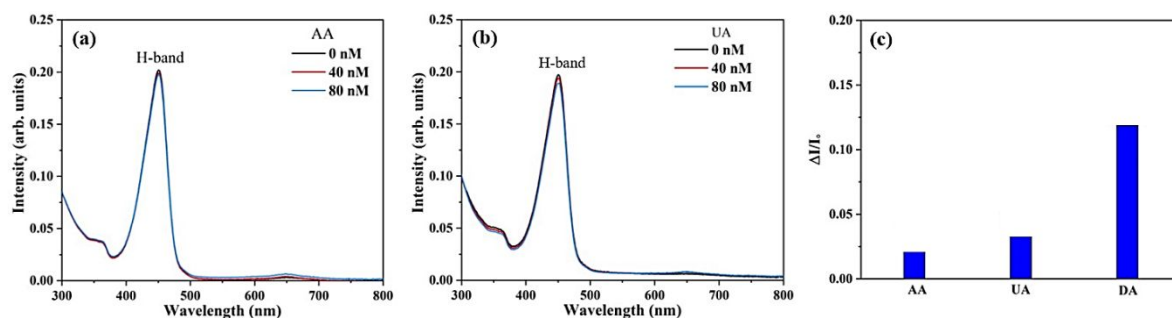 (a)
AA
0 nM
40 nM
80 nM
H-band
Intensity (arb. units)
0.25
0.20
0.15
0.10
0.05
0.00
300 400 500 600 700 800
Wavelength (nm)
(b)
UA
0 nM
40 nM
80 nM
H-band
Intensity (arb. units)
0.25
0.20
0.15
0.10
0.05
0.00
300 400 500 600 700 800
Wavelength (nm)
(c)
ΔI/I₀
0.20
0.15
0.10
0.05
0.00
AA UA DA